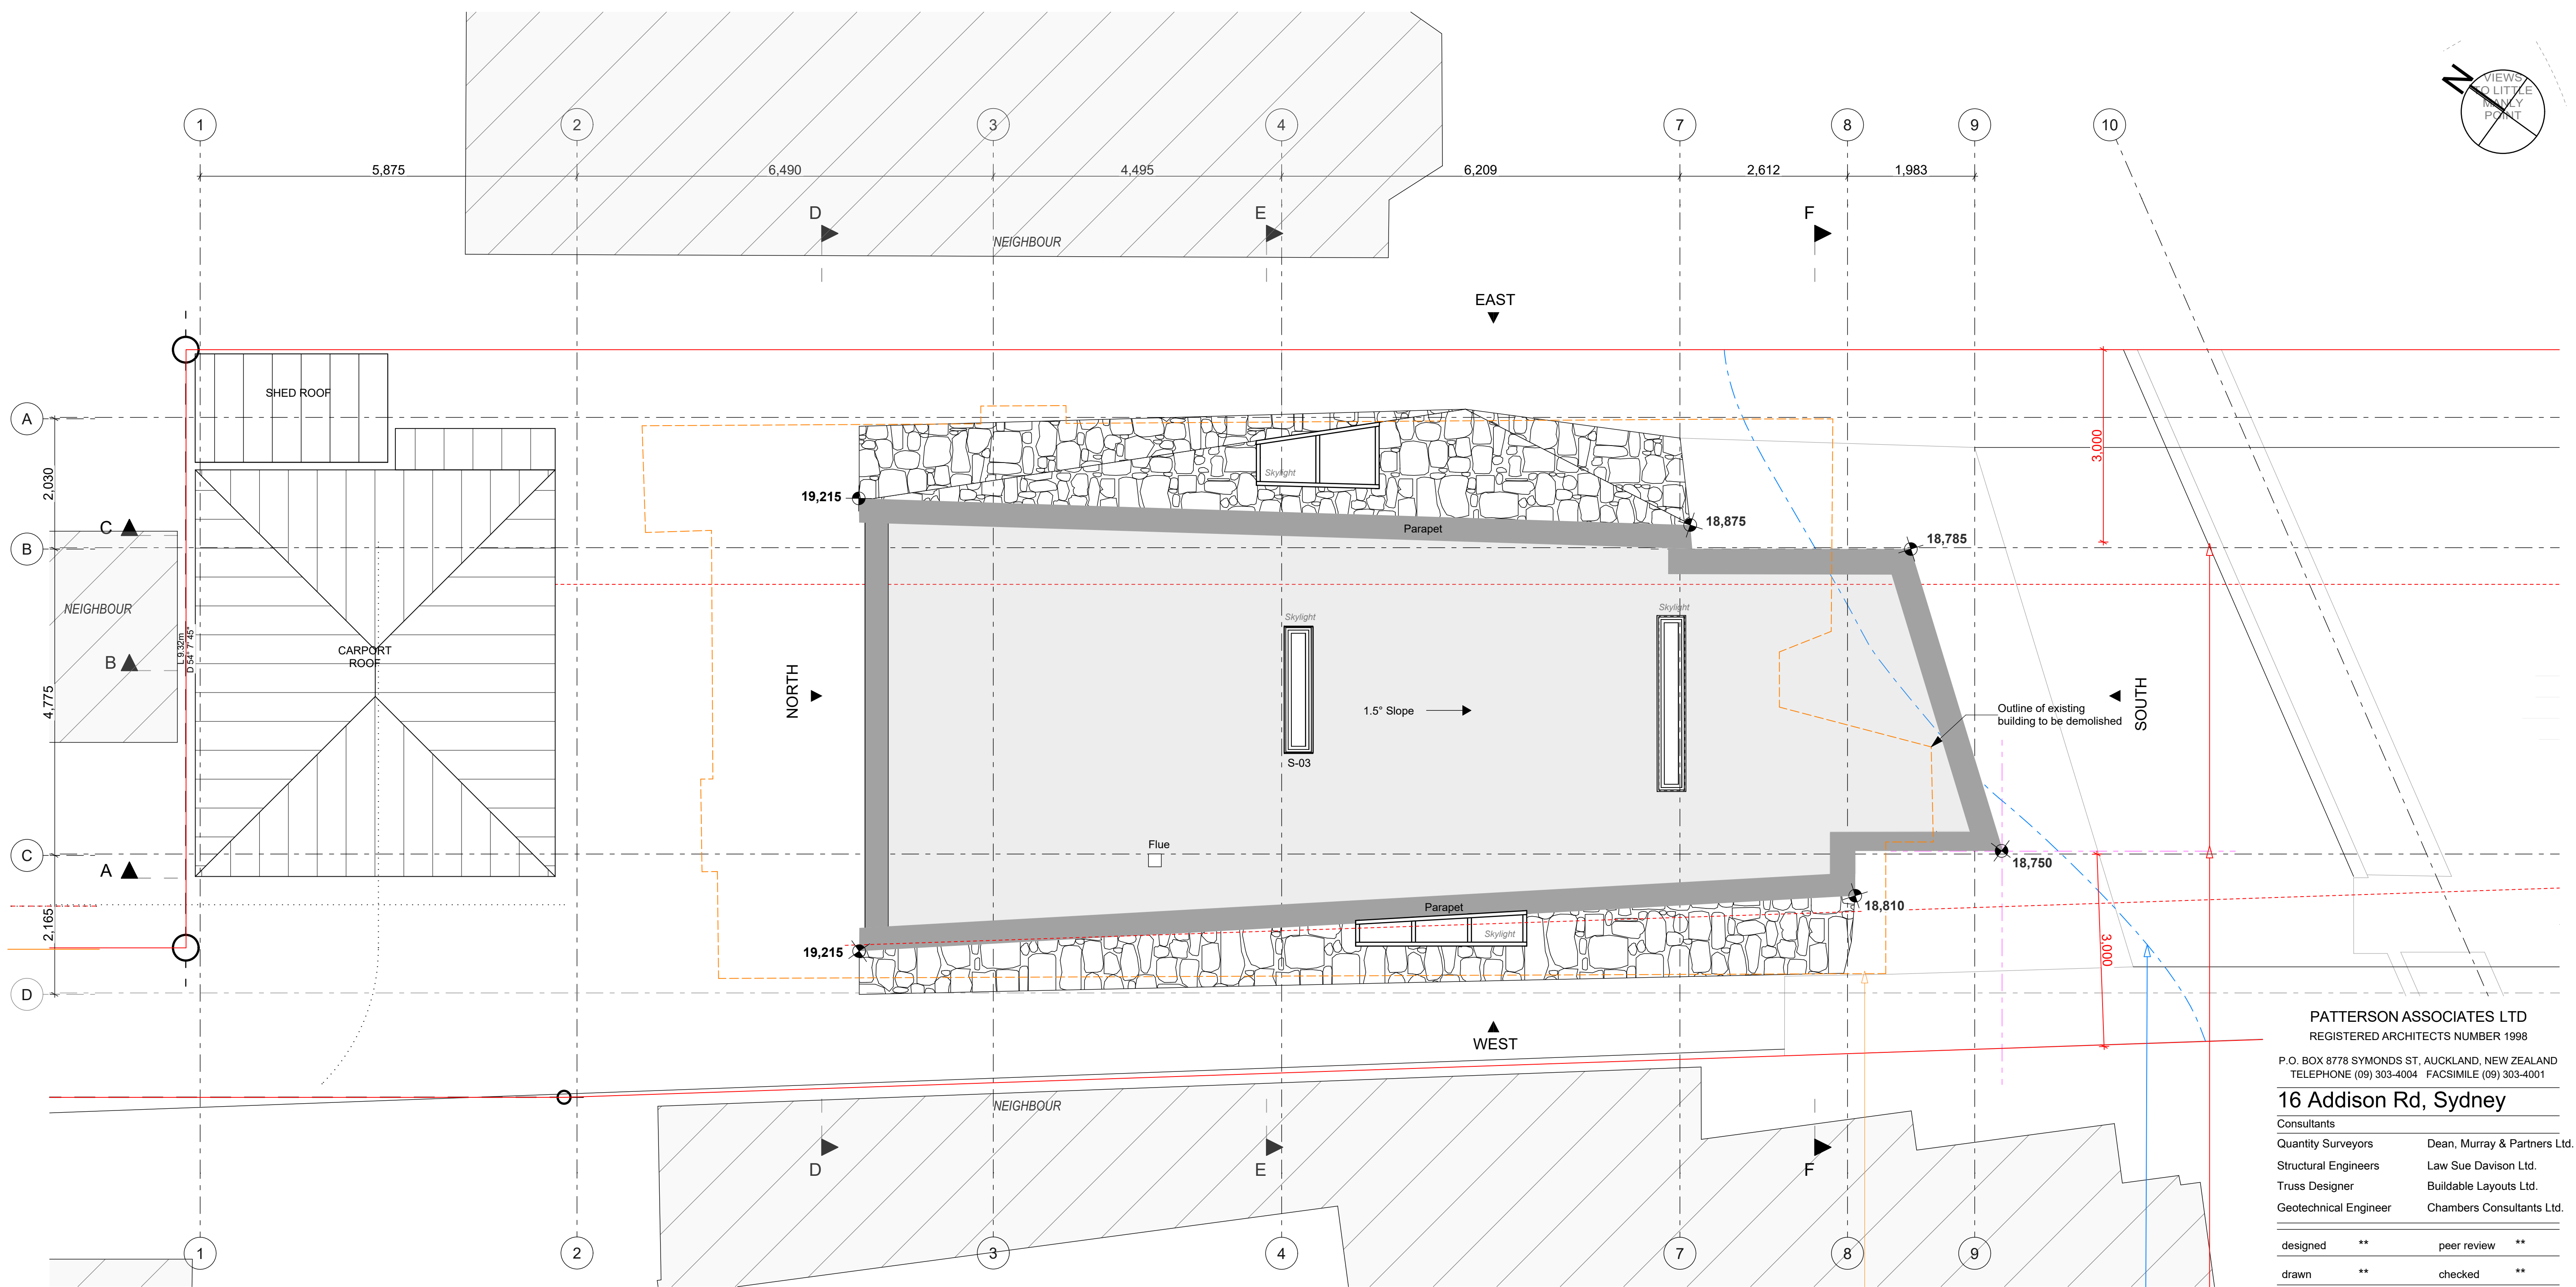 VIEWS
TO LITTLE
MANLY
POINT
N
1
2
3
4
7
8
9
10
5,875
6,490
4,495
6,209
2,612
1,983
D
E
F
NEIGHBOUR
EAST
SHED ROOF
A
2,030
3,000
19,215
Skylight
Parapet
18,875
18,785
C
B
NEIGHBOUR
L 9.32m
D 54° 7' 45"
CARPORT
ROOF
B
4,775
NORTH
Skylight
S-03
Skylight
1.5° Slope
Outline of existing
building to be demolished
SOUTH
Flue
C
A
18,750
2,165
Parapet
Skylight
18,810
19,215
3,000
D
WEST
NEIGHBOUR
D
E
F
1
2
3
4
7
8
9
PATTERSON ASSOCIATES LTD
REGISTERED ARCHITECTS NUMBER 1998
P.O. BOX 8778 SYMONDS ST, AUCKLAND, NEW ZEALAND
TELEPHONE (09) 303-4004 FACSIMILE (09) 303-4001
16 Addison Rd, Sydney
Consultants
Quantity Surveyors Dean, Murray & Partners Ltd.
Structural Engineers Law Sue Davison Ltd.
Truss Designer Buildable Layouts Ltd.
Geotechnical Engineer Chambers Consultants Ltd.
designed ** peer review **
drawn ** checked **